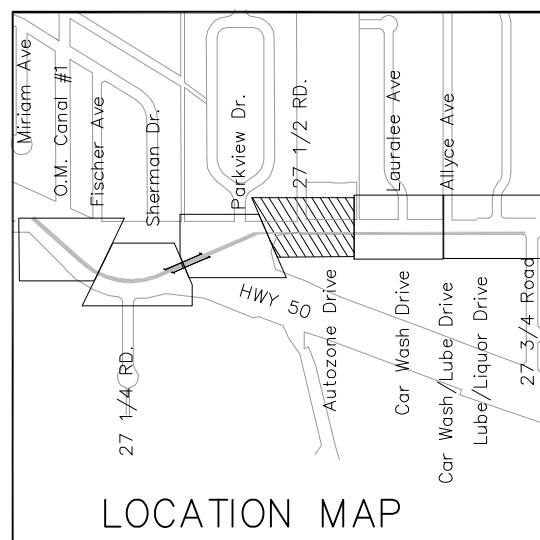 Miriam Ave
O.M. Canal #1
Fischer Ave
Sherman Dr.
Parkview Dr.
27 1/2 RD.
Lauralee Ave
Allyce Ave
HWY 50
27 1/4 RD.
Autozone Drive
Car Wash Drive
Car Wash/Lube Drive
Lube/Liquor Drive
27 3/4 Road
LOCATION MAP